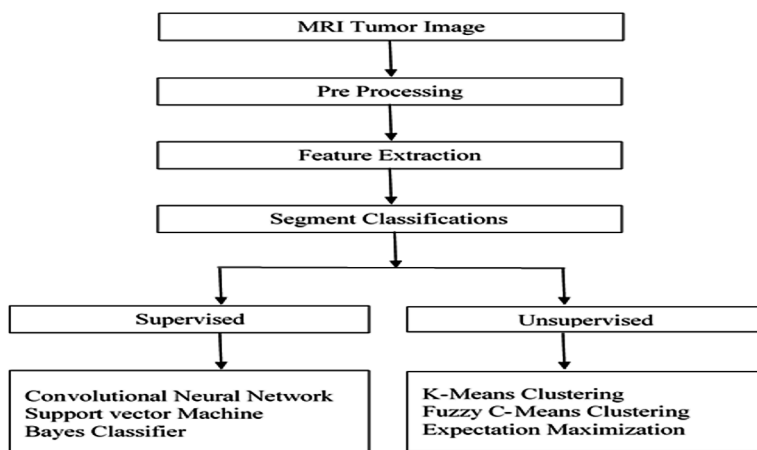 MRI Tumor Image
Pre Processing
Feature Extraction
Segment Classifications
Supervised
Unsupervised
Convolutional Neural Network
Support vector Machine
Bayes Classifier
K-Means Clustering
Fuzzy C-Means Clustering
Expectation Maximization